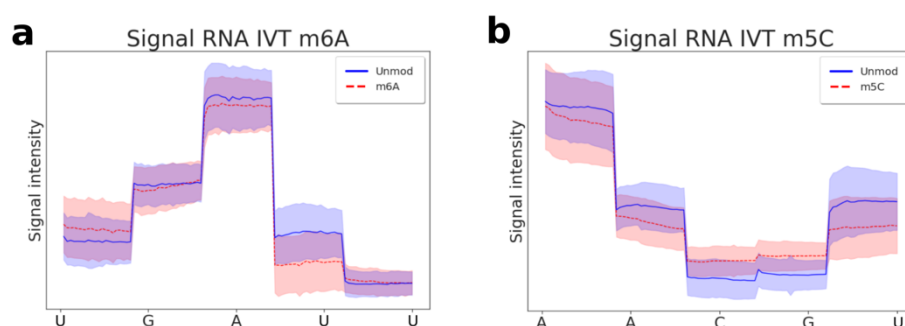 a
Signal RNA IVT m6A
Unmod
m6A
Signal intensity
U G A U U
b
Signal RNA IVT m5C
Unmod
m5C
Signal intensity
A A C G U